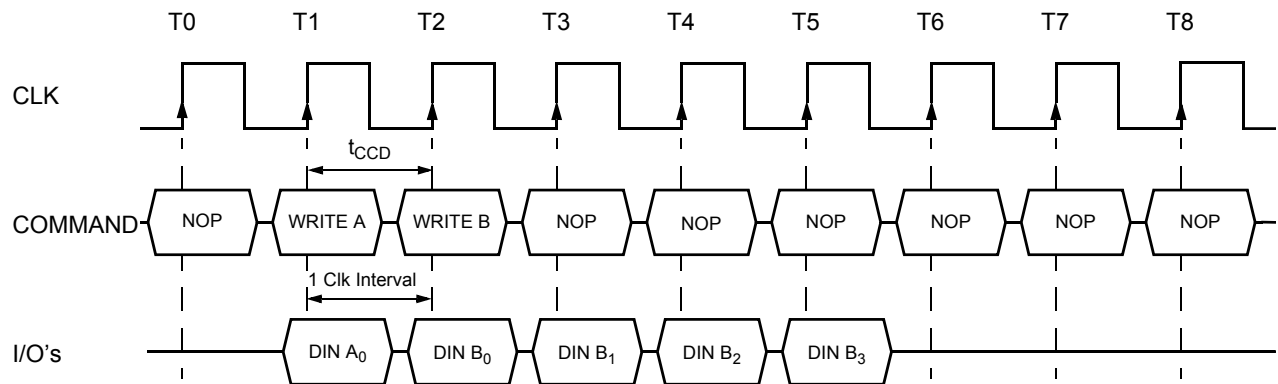 T0 T1 T2 T3 T4 T5 T6 T7 T8
CLK
tCCD
COMMAND NOP WRITE A WRITE B NOP NOP NOP NOP NOP NOP
1 Clk Interval
I/O's DIN A0 DIN B0 DIN B1 DIN B2 DIN B3